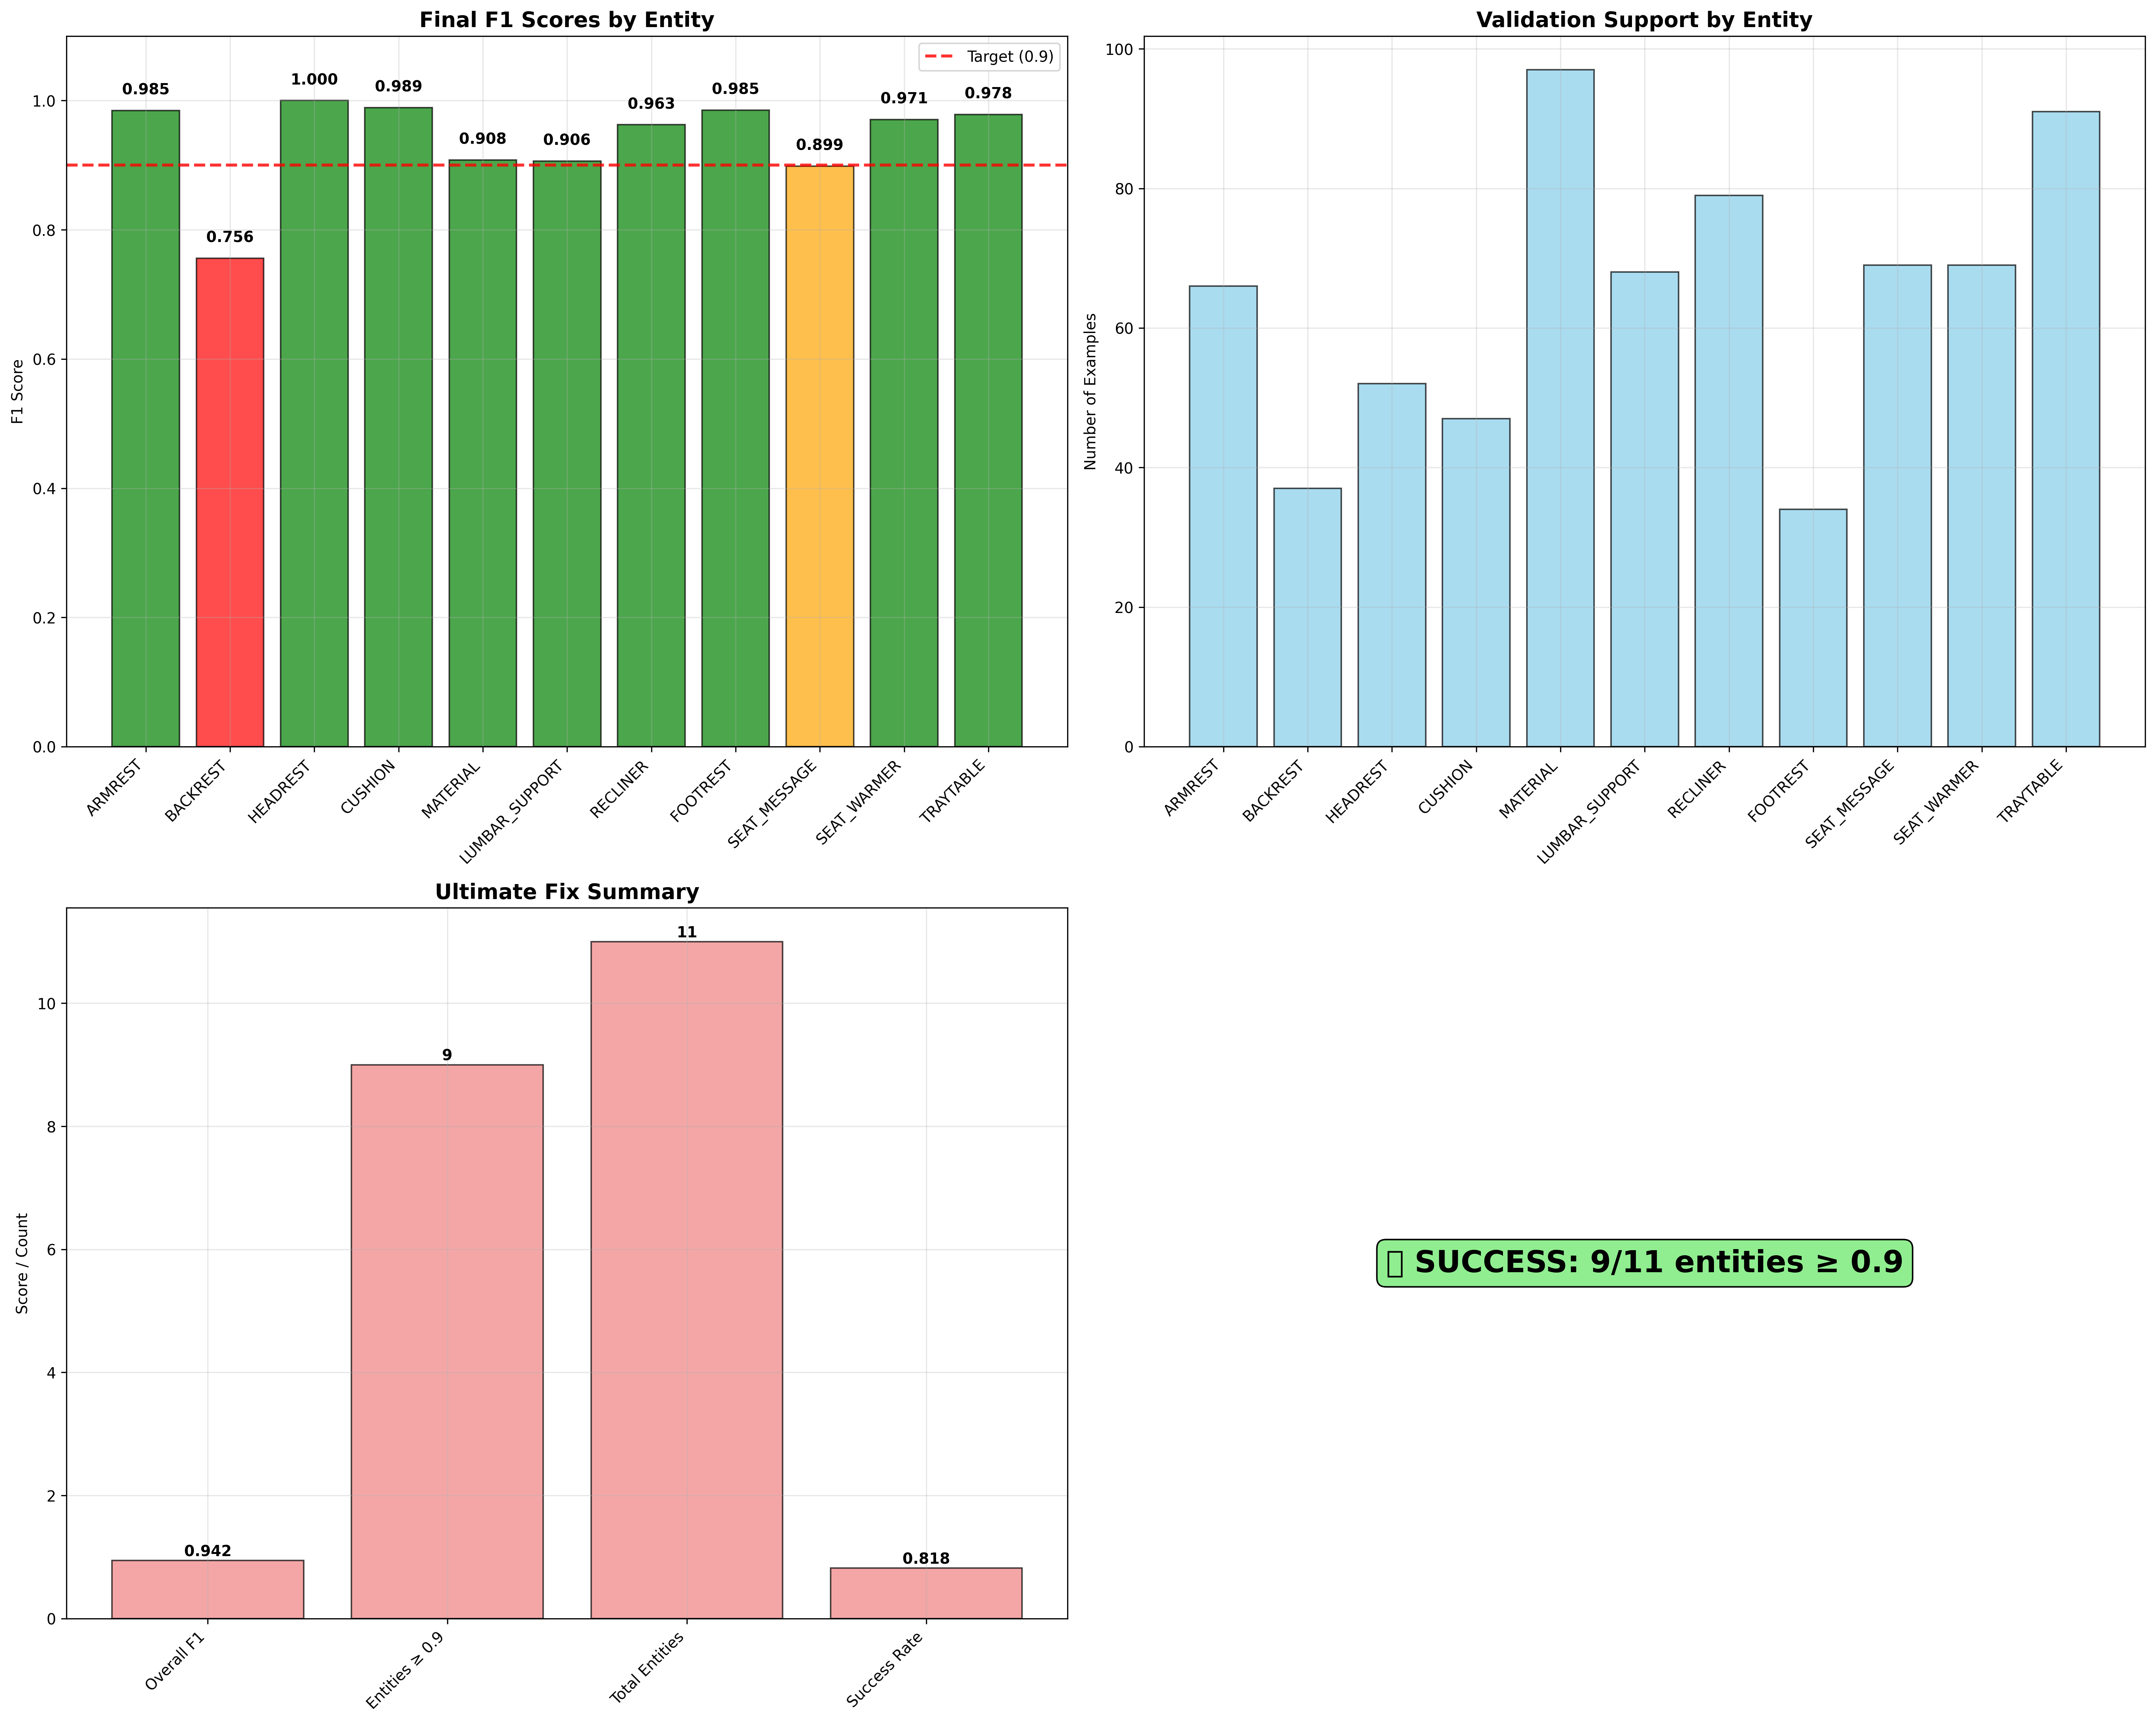 Final F1 Scores by Entity
Target (0.9)
F1 Score
1.0
0.8
0.6
0.4
0.2
0.0
0.985
0.756
1.000
0.989
0.908
0.906
0.963
0.985
0.899
0.971
0.978
ARMREST
BACKREST
HEADREST
CUSHION
MATERIAL
LUMBAR_SUPPORT
RECLINER
FOOTREST
SEAT_MESSAGE
SEAT_WARMER
TRAYTABLE
Validation Support by Entity
Number of Examples
100
80
60
40
20
0
ARMREST
BACKREST
HEADREST
CUSHION
MATERIAL
LUMBAR_SUPPORT
RECLINER
FOOTREST
SEAT_MESSAGE
SEAT_WARMER
TRAYTABLE
Ultimate Fix Summary
Score / Count
10
8
6
4
2
0
0.942
9
11
0.818
Overall F1
Entities ≥ 0.9
Total Entities
Success Rate
SUCCESS: 9/11 entities ≥ 0.9